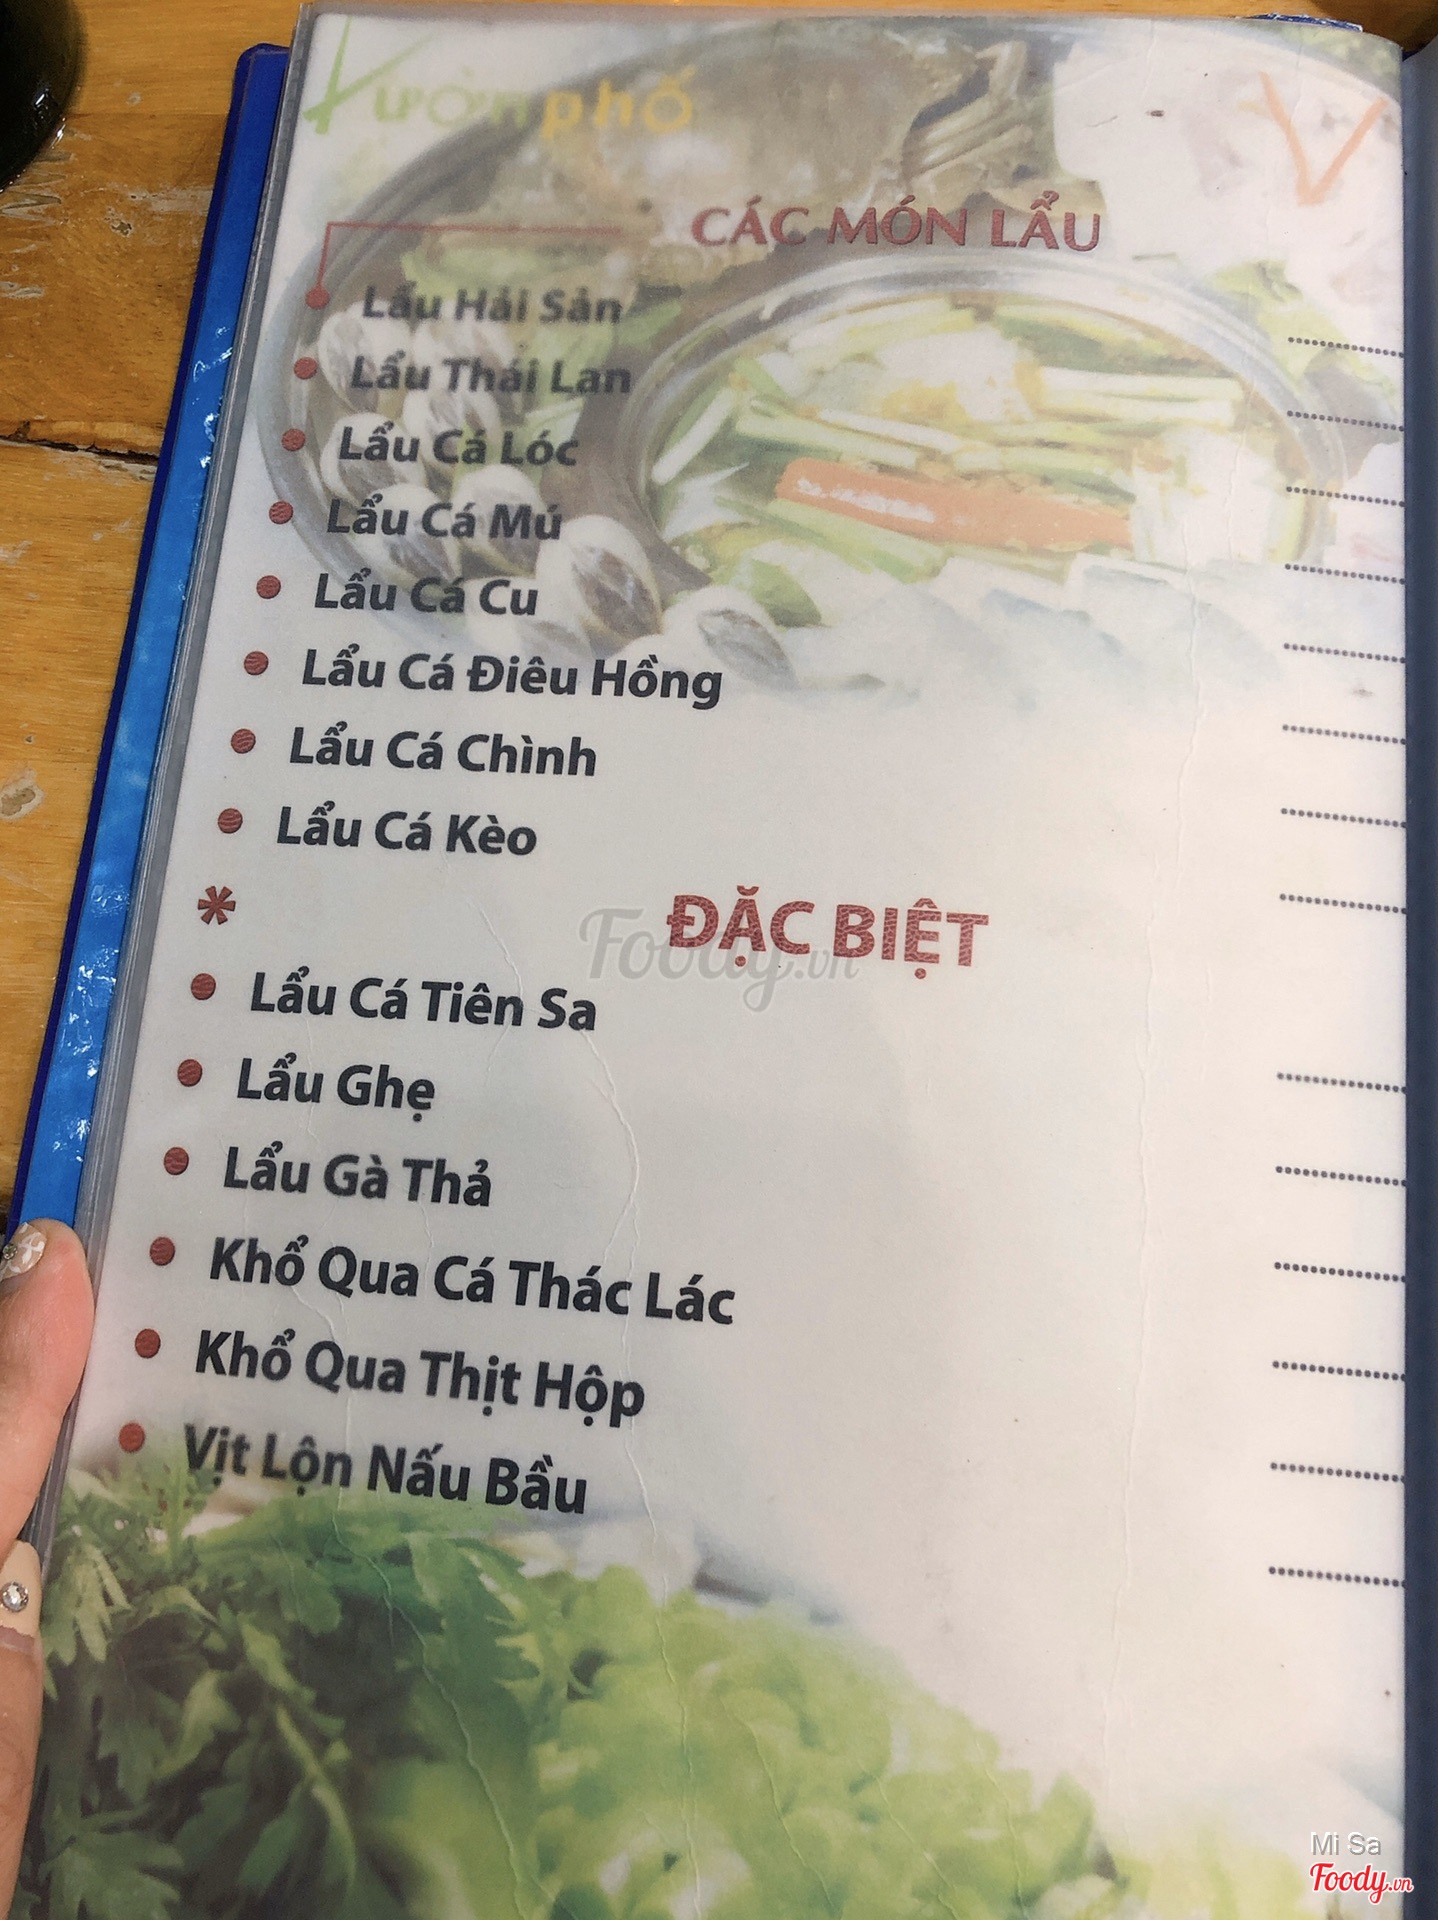 Vườn phố
CÁC MÓN LẨU
Lẩu Hải Sản
Lẩu Thái Lan
Lẩu Cá Lóc
Lẩu Cá Mú
Lẩu Cá Cu
Lẩu Cá Điêu Hồng
Lẩu Cá Chình
Lẩu Cá Kèo
* ĐẶC BIỆT
Foody.vn
Lẩu Cá Tiên Sa
Lẩu Ghẹ
Lẩu Gà Thả
Khổ Qua Cá Thác Lác
Khổ Qua Thịt Hộp
Vịt Lộn Nấu Bầu
Mi Sa
Foody.vn